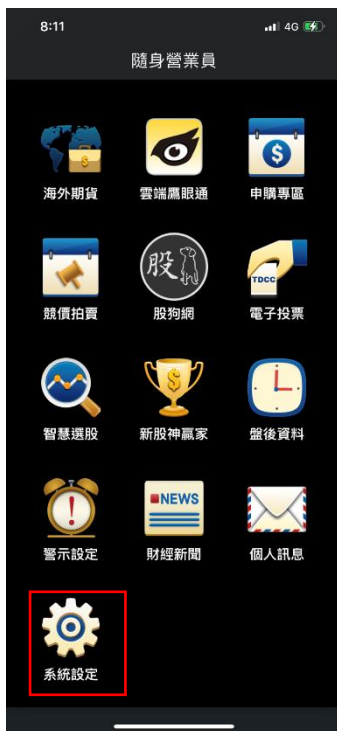 8:11
4G
隨身營業員
$
$
海外期貨
雲端鷹眼通
申購專區
股
TDCC
競價拍賣
股狗網
電子投票
$
智慧選股
新股神贏家
盤後資料
!
NEWS
警示設定
財經新聞
個人訊息
系統設定